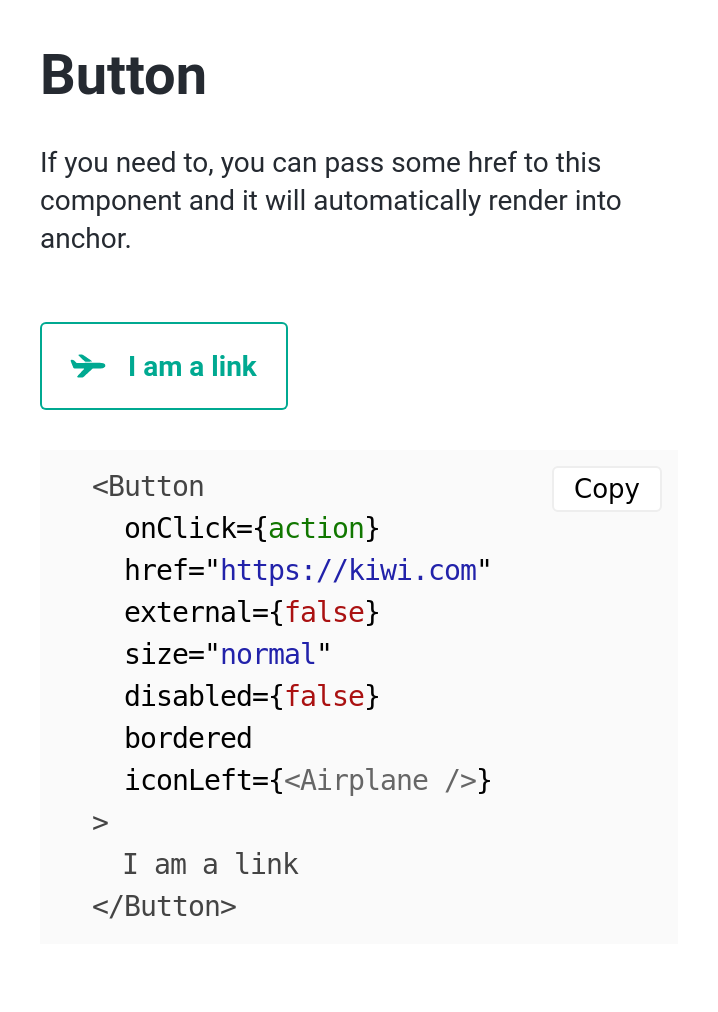 Button
If you need to, you can pass some href to this
component and it will automatically render into
anchor.
I am a link
Copy
<Button
  onClick={action}
  href="https://kiwi.com"
  external={false}
  size="normal"
  disabled={false}
  bordered
  iconLeft={<Airplane />}
>
  I am a link
</Button>